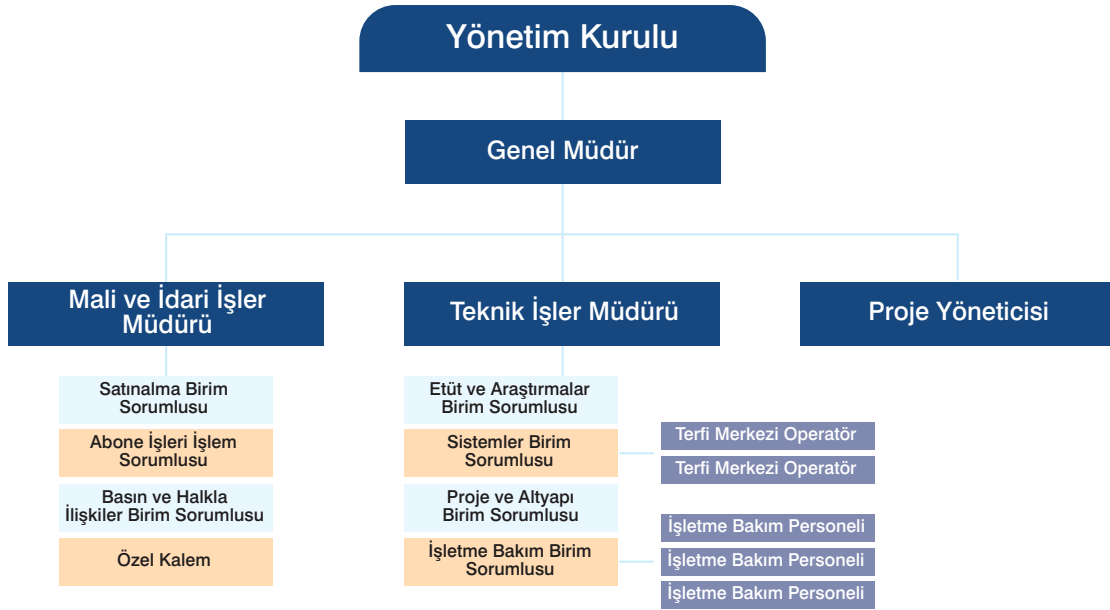 Yönetim Kurulu
Genel Müdür
Mali ve İdari İşler
Müdürü
Teknik İşler Müdürü
Proje Yöneticisi
Satınalma Birim
Sorumlusu
Abone İşleri İşlem
Sorumlusu
Basın ve Halkla
İlişkiler Birim Sorumlusu
Özel Kalem
Etüt ve Araştırmalar
Birim Sorumlusu
Sistemler Birim
Sorumlusu
Proje ve Altyapı
Birim Sorumlusu
İşletme Bakım Birim
Sorumlusu
Terfi Merkezi Operatör
Terfi Merkezi Operatör
İşletme Bakım Personeli
İşletme Bakım Personeli
İşletme Bakım Personeli